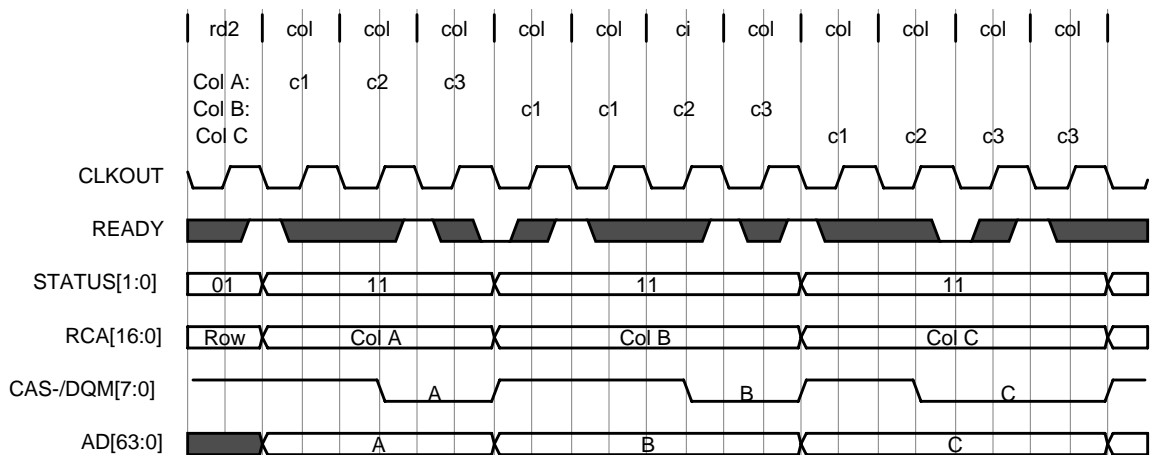 rd2 col col col col col ci col col col col col
Col A: c1 c2 c3
Col B: c1 c1 c2 c3
Col C c1 c2 c3 c3
CLKOUT
READY
STATUS[1:0] 01 11 11 11
RCA[16:0] Row Col A Col B Col C
CAS-/DQM[7:0] A B C
AD[63:0] A B C